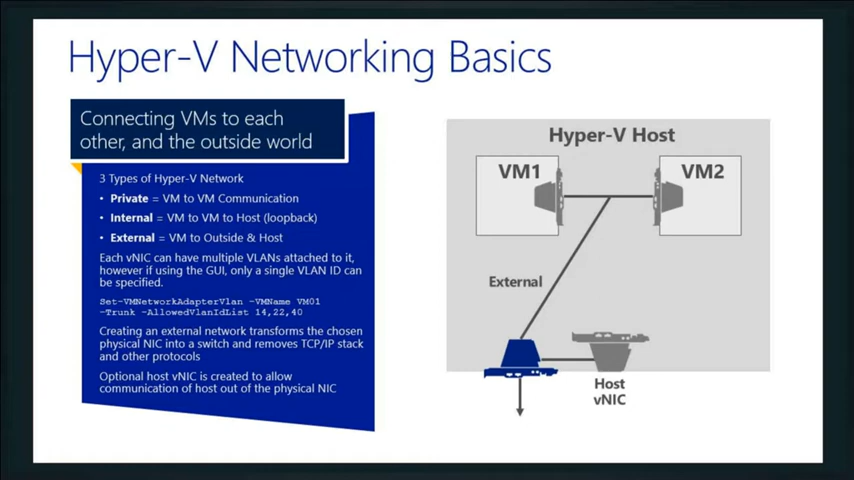 Hyper-V Networking Basics
Connecting VMs to each
other, and the outside world
3 Types of Hyper-V Network
• Private = VM to VM Communication
• Internal = VM to VM to Host (loopback)
• External = VM to Outside & Host
Each vNIC can have multiple VLANs attached to it,
however if using the GUI, only a single VLAN ID can
be specified.
Set-VMNetworkAdapterVlan –VMName VM01
-Trunk -AllowedVlanIdList 14,22,40
Creating an external network transforms the chosen
physical NIC into a switch and removes TCP/IP stack
and other protocols
Optional host vNIC is created to allow
communication of host out of the physical NIC
Hyper-V Host
VM1
VM2
External
Host
vNIC